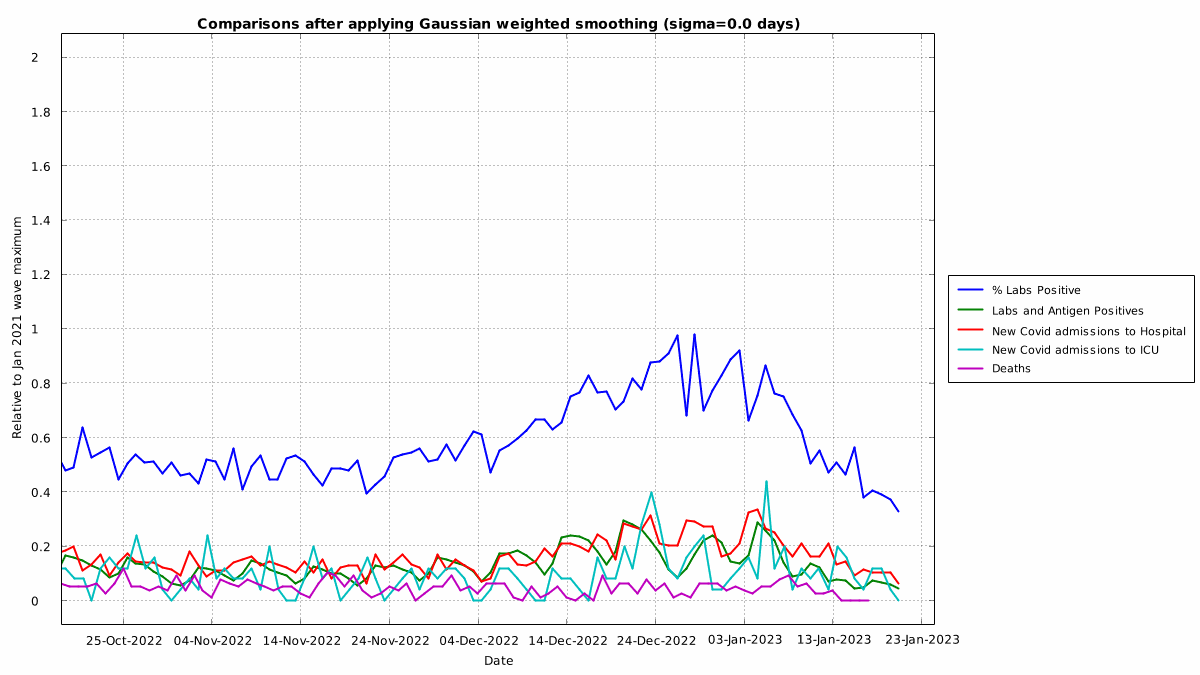 Comparisons after applying Gaussian weighted smoothing (sigma=0.0 days)
Relative to Jan 2021 wave maximum
2
1.8
1.6
1.4
1.2
1
0.8
0.6
0.4
0.2
0
25-Oct-2022 04-Nov-2022 14-Nov-2022 24-Nov-2022 04-Dec-2022 14-Dec-2022 24-Dec-2022 03-Jan-2023 13-Jan-2023 23-Jan-2023
Date
% Labs Positive
Labs and Antigen Positives
New Covid admissions to Hospital
New Covid admissions to ICU
Deaths